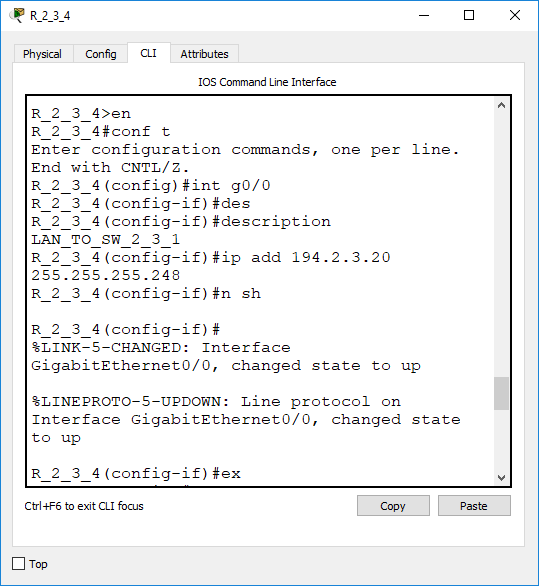 R_2_3_4
Physical
Config
CLI
Attributes
IOS Command Line Interface
R_2_3_4>en
R_2_3_4#conf t
Enter configuration commands, one per line.
End with CNTL/Z.
R_2_3_4(config)#int g0/0
R_2_3_4(config-if)#des
R_2_3_4(config-if)#description
LAN_TO_SW_2_3_1
R_2_3_4(config-if)#ip add 194.2.3.20
255.255.255.248
R_2_3_4(config-if)#n sh
R_2_3_4(config-if)#
%LINK-5-CHANGED: Interface
GigabitEthernet0/0, changed state to up
%LINEPROTO-5-UPDOWN: Line protocol on
Interface GigabitEthernet0/0, changed state
to up
R_2_3_4(config-if)#ex
Ctrl+F6 to exit CLI focus
Copy
Paste
Top